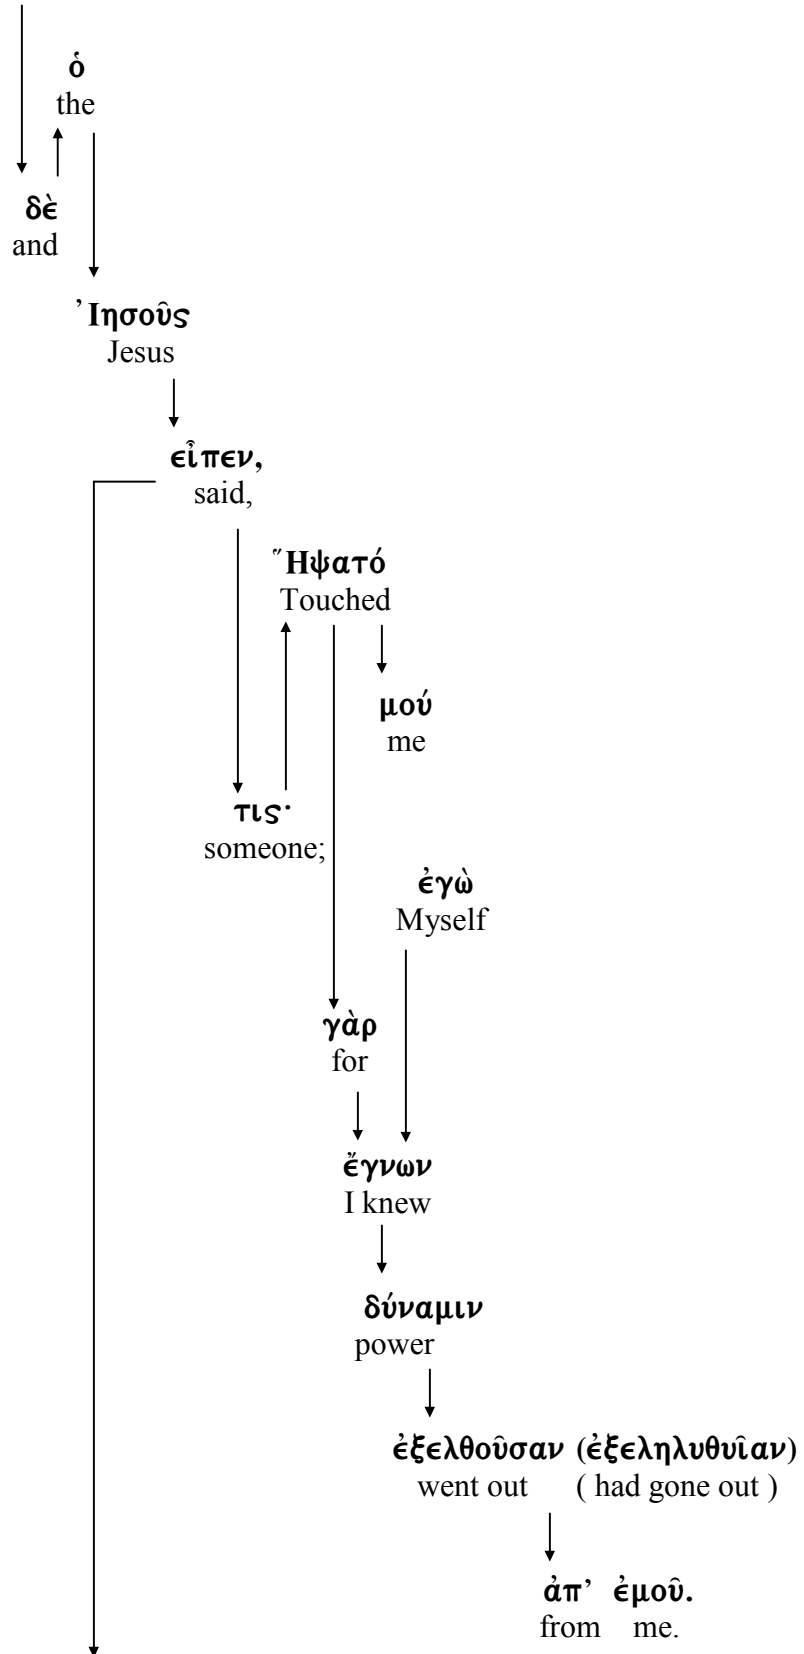 ὁ
the
δὲ
and
Ἰησοῦς
Jesus
εἶπεν,
said,
Ἥψατό
Touched
μού
me
τις·
someone;
ἐγὼ
Myself
γὰρ
for
ἔγνων
I knew
δύναμιν
power
ἐξελθοῦσαν (ἐξεληλυθυῖαν)
went out ( had gone out )
ἀπ’ ἐμοῦ.
from me.